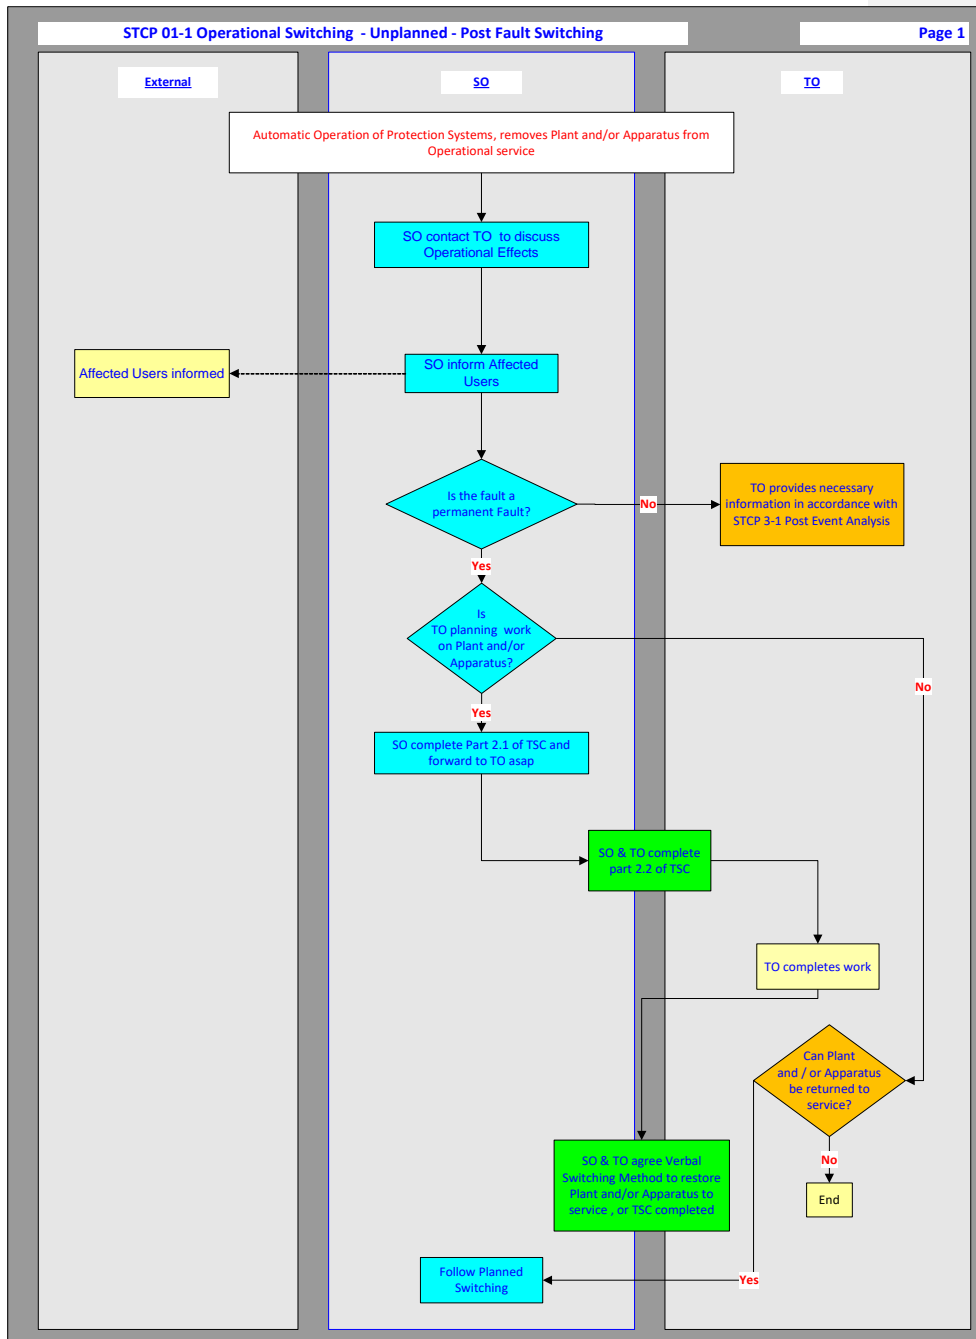 STCP 01-1 Operational Switching - Unplanned - Post Fault Switching
Page 1
External
SO
TO
Automatic Operation of Protection Systems, removes Plant and/or Apparatus from
Operational service
SO contact TO to discuss
Operational Effects
Affected Users informed
SO inform Affected
Users
Is the fault a
permanent Fault?
No
TO provides necessary
information in accordance with
STCP 3-1 Post Event Analysis
Yes
Is
TO planning work
on Plant and/or
Apparatus?
No
Yes
SO complete Part 2.1 of TSC and
forward to TO asap
SO & TO complete
part 2.2 of TSC
TO completes work
Can Plant
and / or Apparatus
be returned to
service?
No
End
SO & TO agree Verbal
Switching Method to restore
Plant and/or Apparatus to
service , or TSC completed
Follow Planned
Switching
Yes